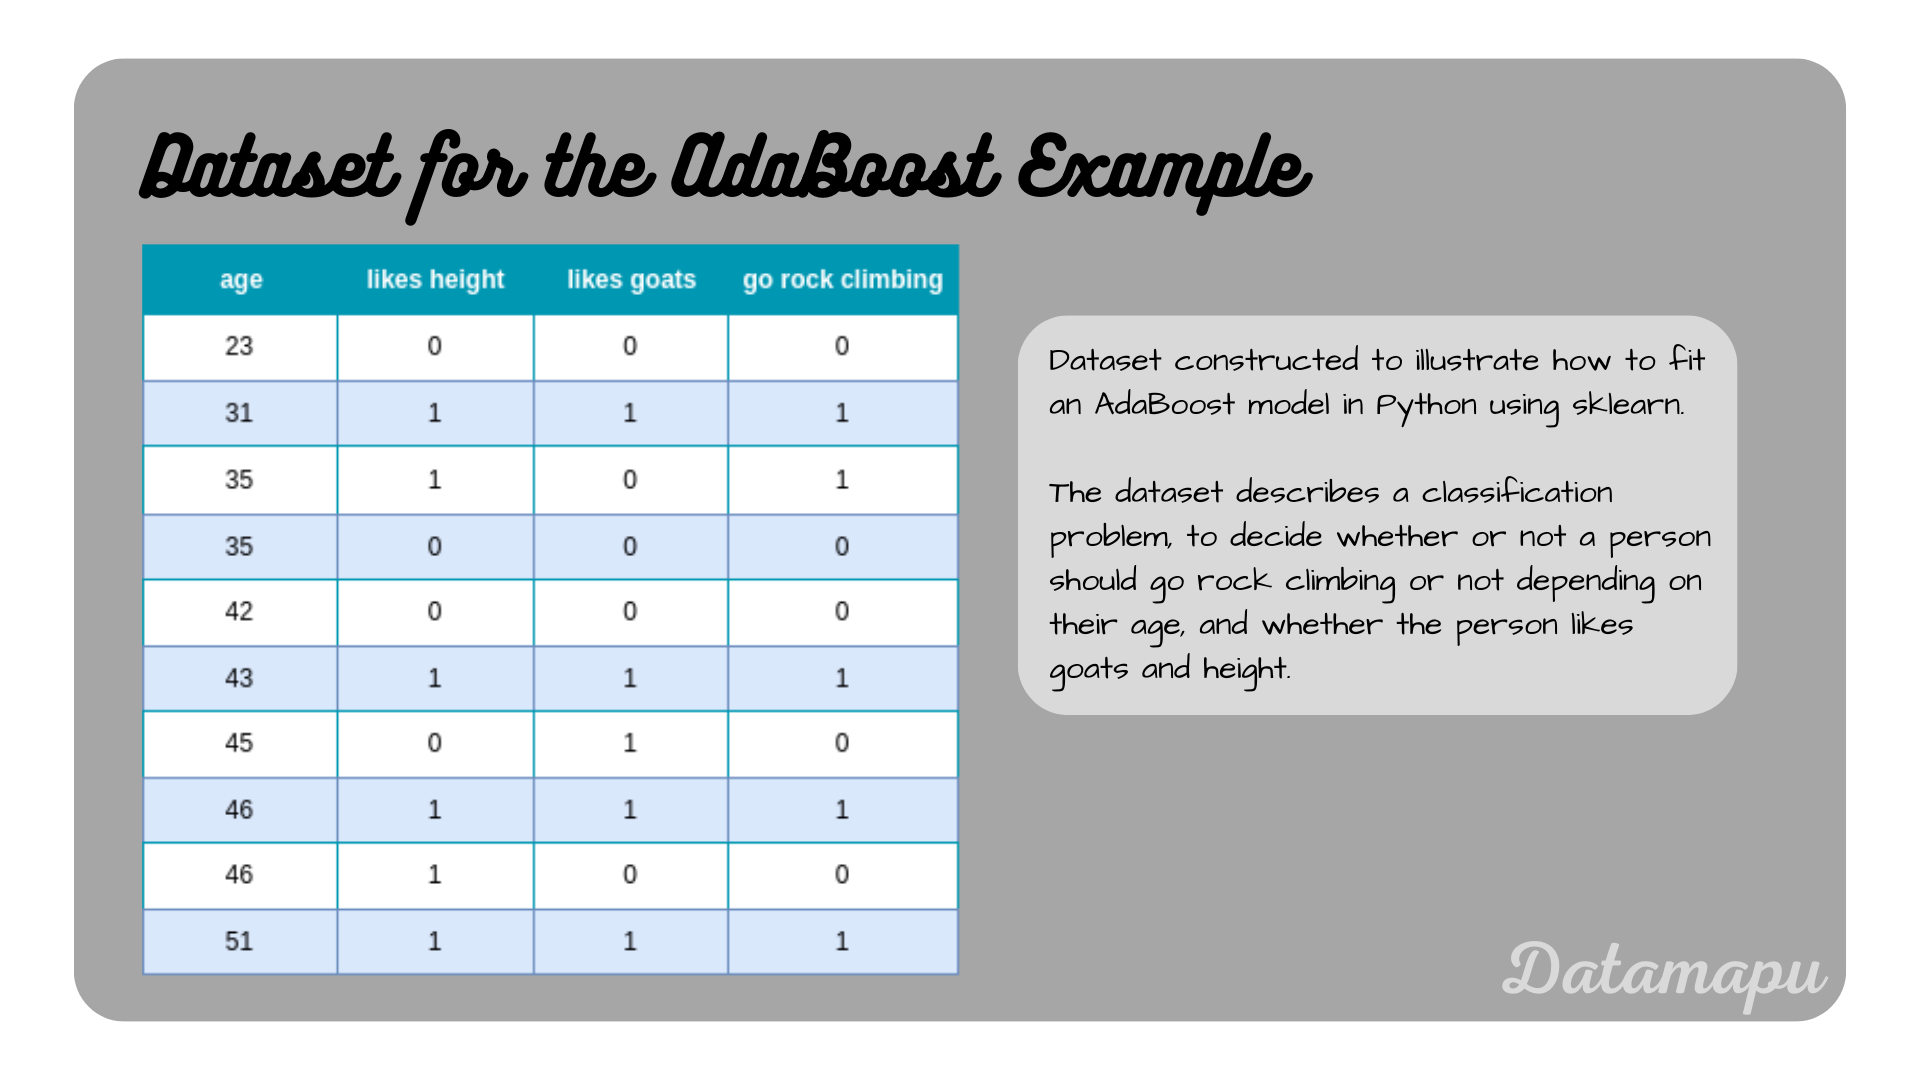 Dataset for the AdaBoost Example
age likes height likes goats go rock climbing
23 0 0 0
31 1 1 1
35 1 0 1
35 0 0 0
42 0 0 0
43 1 1 1
45 0 1 0
46 1 1 1
46 1 0 0
51 1 1 1
Dataset constructed to illustrate how to fit
an AdaBoost model in Python using sklearn.
The dataset describes a classification
problem, to decide whether or not a person
should go rock climbing or not depending on
their age, and whether the person likes
goats and height.
Datamapu